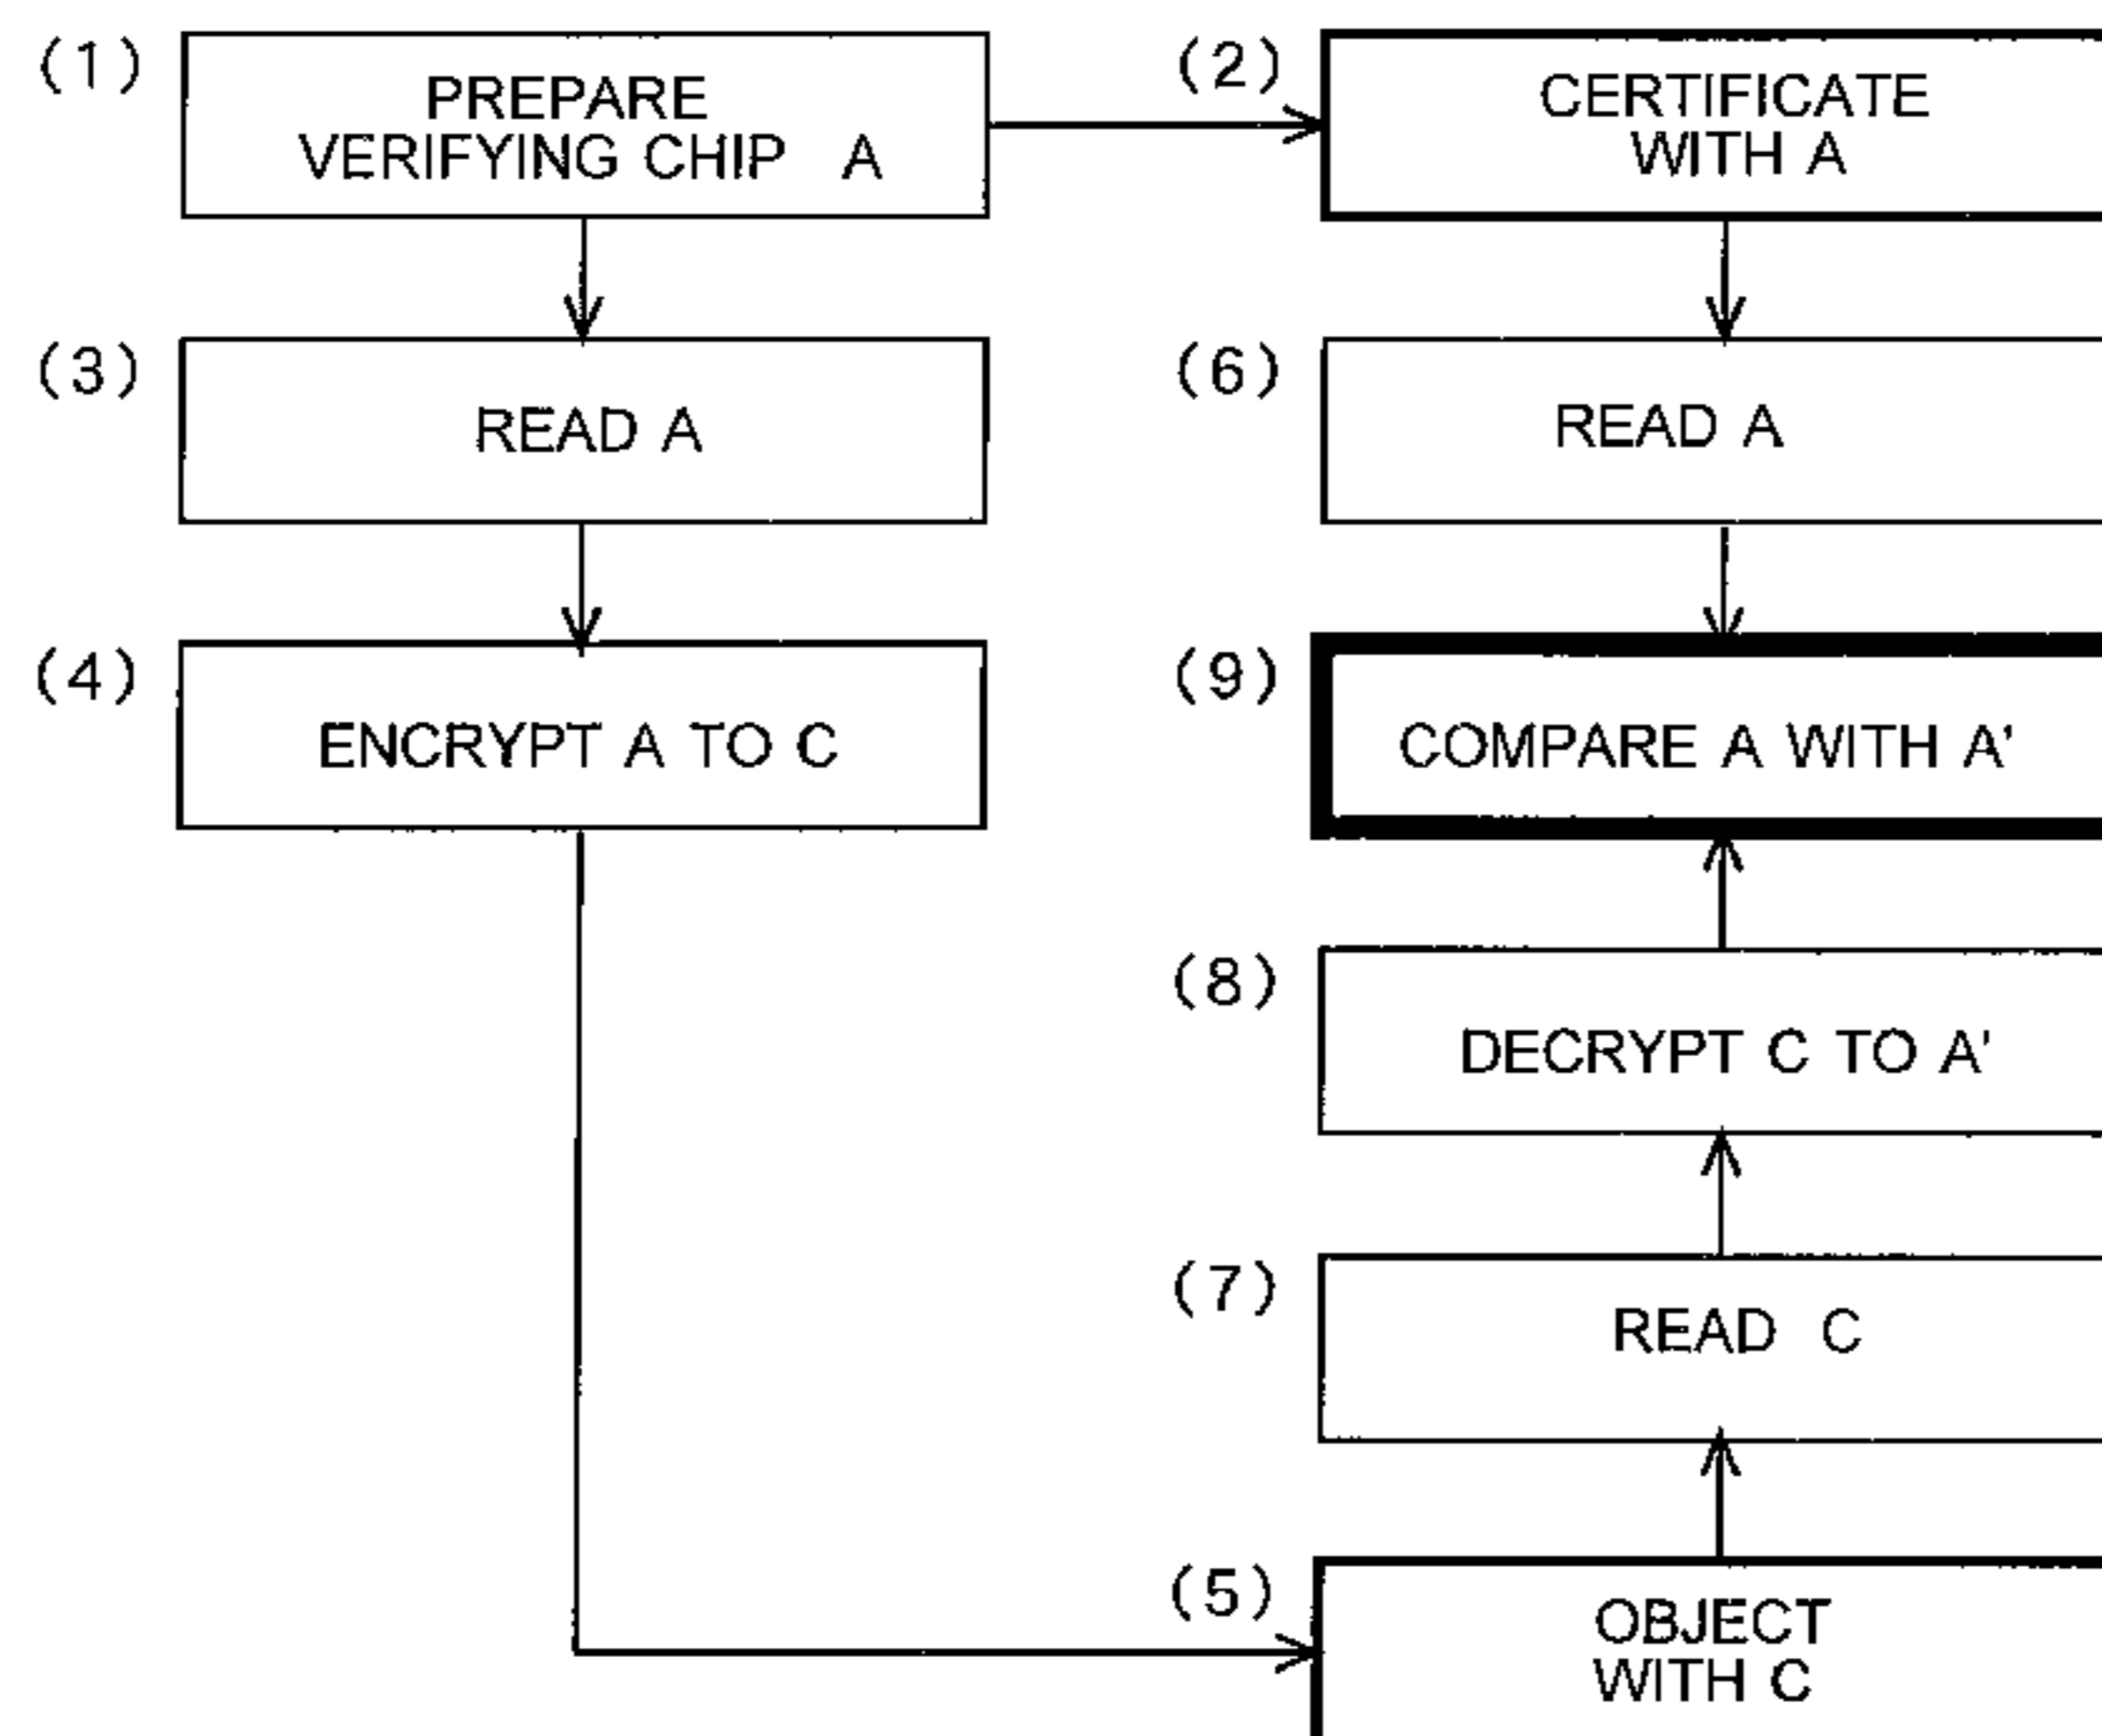 (1)
PREPARE
VERIFYING CHIP A
(2)
CERTIFICATE
WITH A
(3)
READ A
(6)
READ A
(4)
ENCRYPT A TO C
(9)
COMPARE A WITH A'
(8)
DECRYPT C TO A'
(7)
READ C
(5)
OBJECT
WITH C